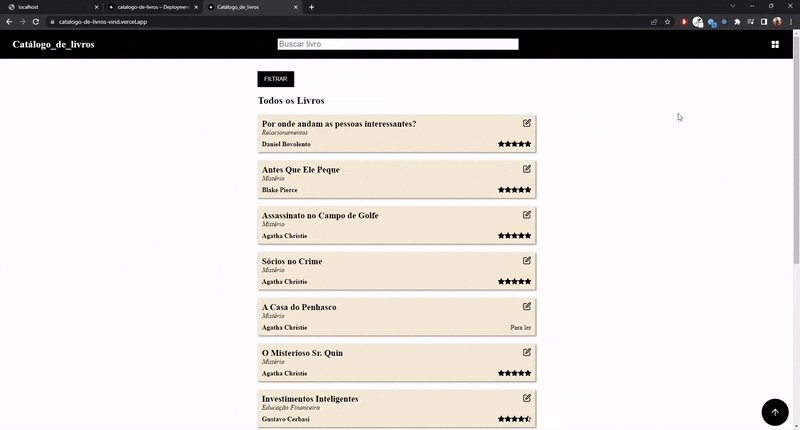 localhost
catalogo-de-livros – Deployment
Catálogo_de_livros
catalogo-de-livros-virid.vercel.app
Catálogo_de_livros
Buscar livro
FILTRAR
Todos os Livros
Por onde andam as pessoas interessantes?
Relacionamentos
Daniel Bovolento
Antes Que Ele Peque
Mistério
Blake Pierce
Assassinato no Campo de Golfe
Mistério
Agatha Christie
Sócios no Crime
Mistério
Agatha Christie
A Casa do Penhasco
Mistério
Agatha Christie Para ler
O Misterioso Sr. Quin
Mistério
Agatha Christie
Investimentos Inteligentes
Educação Financeira
Gustavo Cerbasi